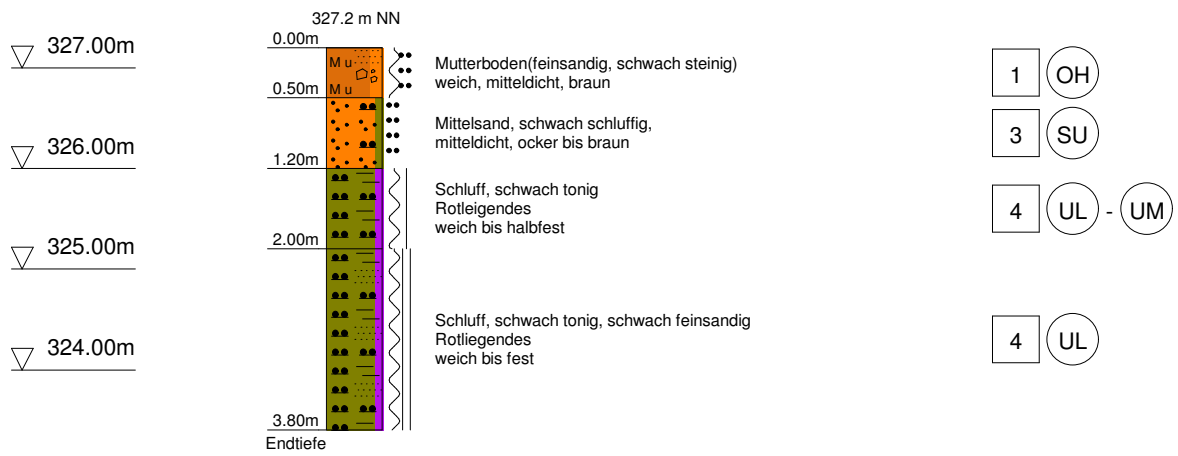 327.2 m NN
327.00m
0.00m
M u
M u
Mutterboden(feinsandig, schwach steinig)
weich, mitteldicht, braun
1 OH
0.50m
Mittelsand, schwach schluffig,
mitteldicht, ocker bis braun
3 SU
326.00m
1.20m
Schluff, schwach tonig
Rotleigendes
weich bis halbfest
4 UL - UM
325.00m
2.00m
Schluff, schwach tonig, schwach feinsandig
Rotliegendes
weich bis fest
4 UL
324.00m
3.80m
Endtiefe